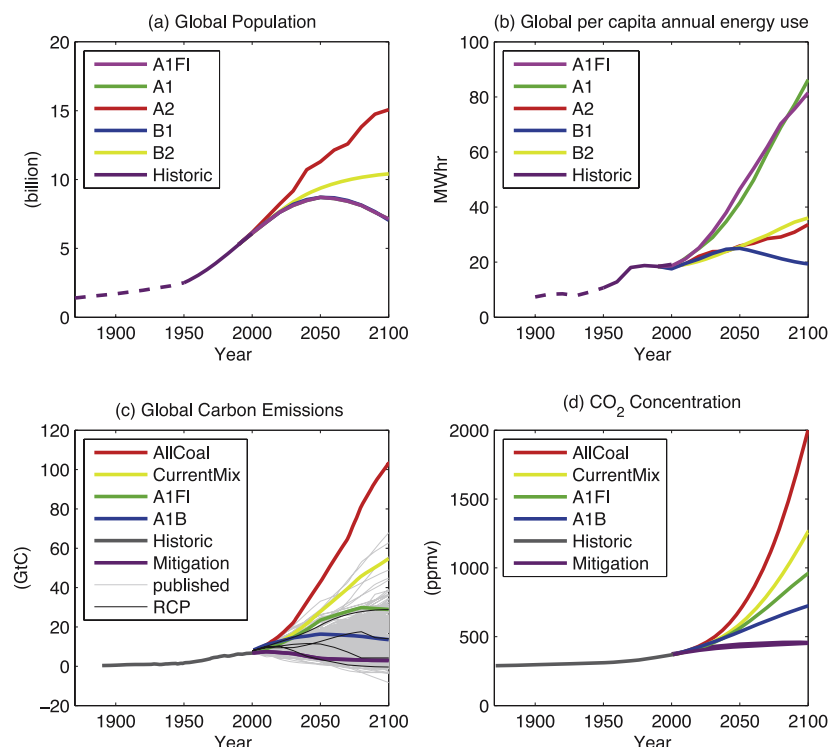 (a) Global Population
20
15
10
5
0
(billion)
A1FI
A1
A2
B1
B2
Historic
1900 1950 2000 2050 2100
Year
(b) Global per capita annual energy use
100
80
60
40
20
0
MWhr
A1FI
A1
A2
B1
B2
Historic
1900 1950 2000 2050 2100
Year
(c) Global Carbon Emissions
120
100
80
60
40
20
0
−20
(GtC)
AllCoal
CurrentMix
A1FI
A1B
Historic
Mitigation
published
RCP
1900 1950 2000 2050 2100
Year
(d) CO₂ Concentration
2000
1500
1000
500
0
(ppmv)
AllCoal
CurrentMix
A1FI
A1B
Historic
Mitigation
1900 1950 2000 2050 2100
Year